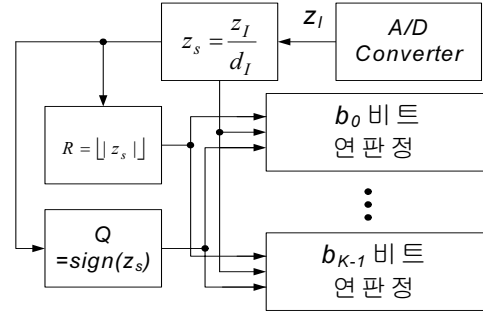 z_s = z_I / d_I
z_I
A/D
Converter
R = ⌊| z_s |⌋
b_0 비트
연판정
Q
=sign(z_s)
b_{K-1} 비트
연판정